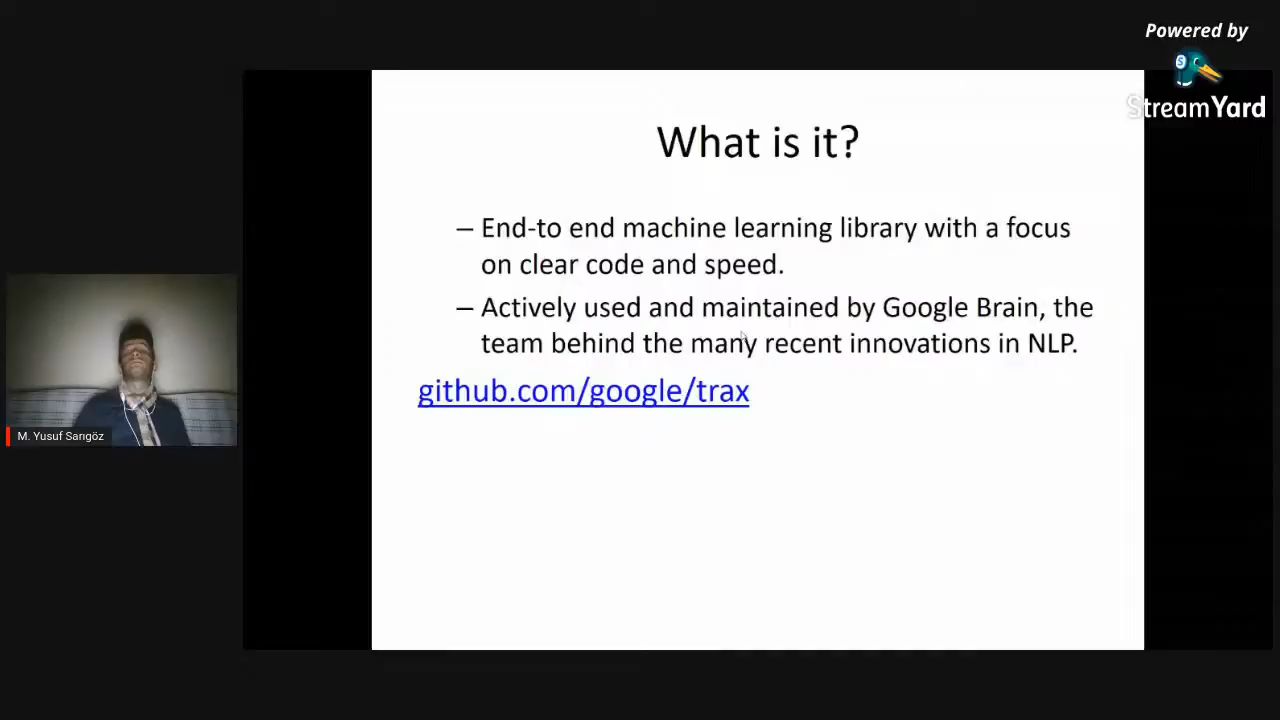 Powered by
StreamYard
What is it?
– End-to end machine learning library with a focus
on clear code and speed.
– Actively used and maintained by Google Brain, the
team behind the many recent innovations in NLP.
github.com/google/trax
M. Yusuf Sarıgöz